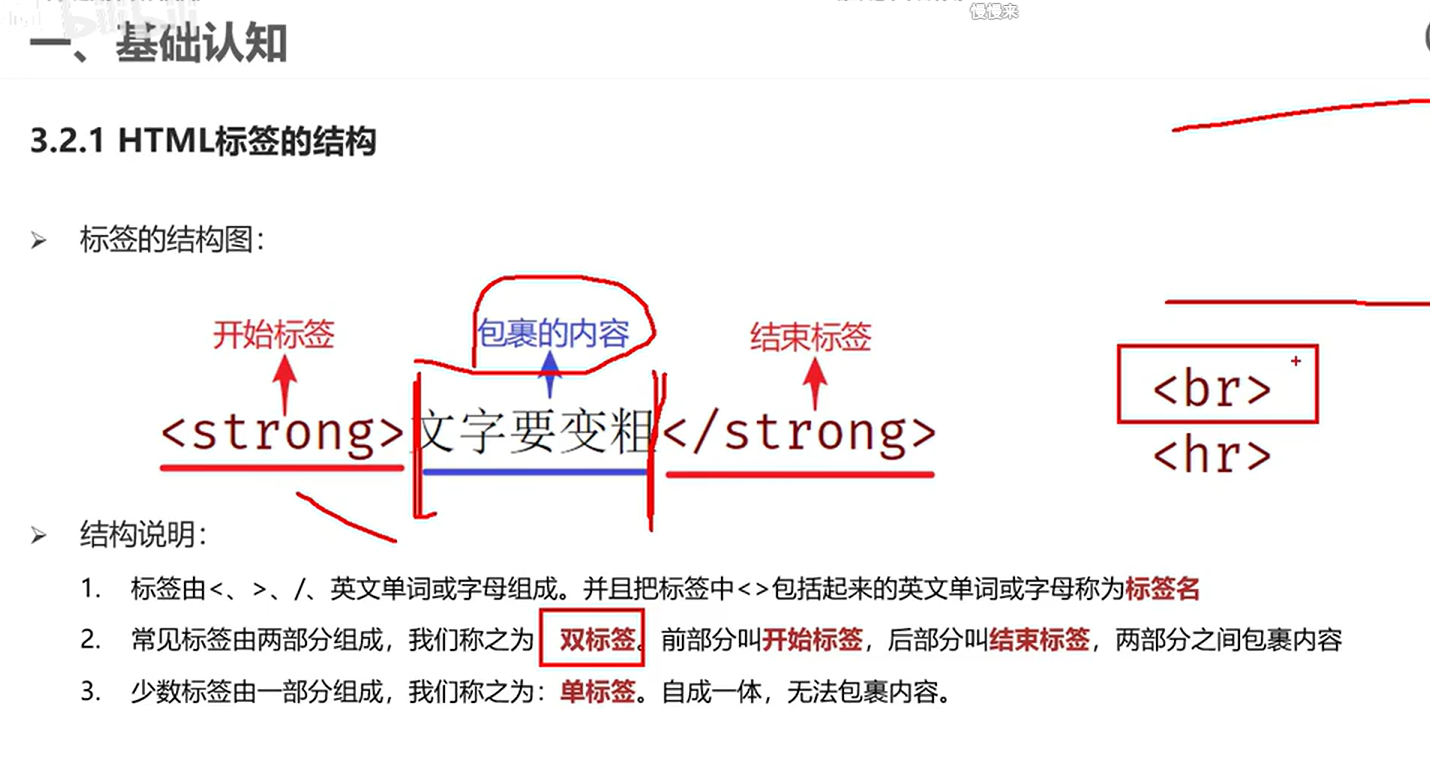 慢慢来
bilibili
一、基础认知
3.2.1 HTML标签的结构
标签的结构图：
开始标签 包裹的内容 结束标签
<strong>文字要变粗</strong>
<br>
<hr>
结构说明：
1. 标签由<、>、/、英文单词或字母组成。并且把标签中<>包括起来的英文单词或字母称为标签名
2. 常见标签由两部分组成，我们称之为 双标签。前部分叫开始标签，后部分叫结束标签，两部分之间包裹内容
3. 少数标签由一部分组成，我们称之为：单标签。自成一体，无法包裹内容。